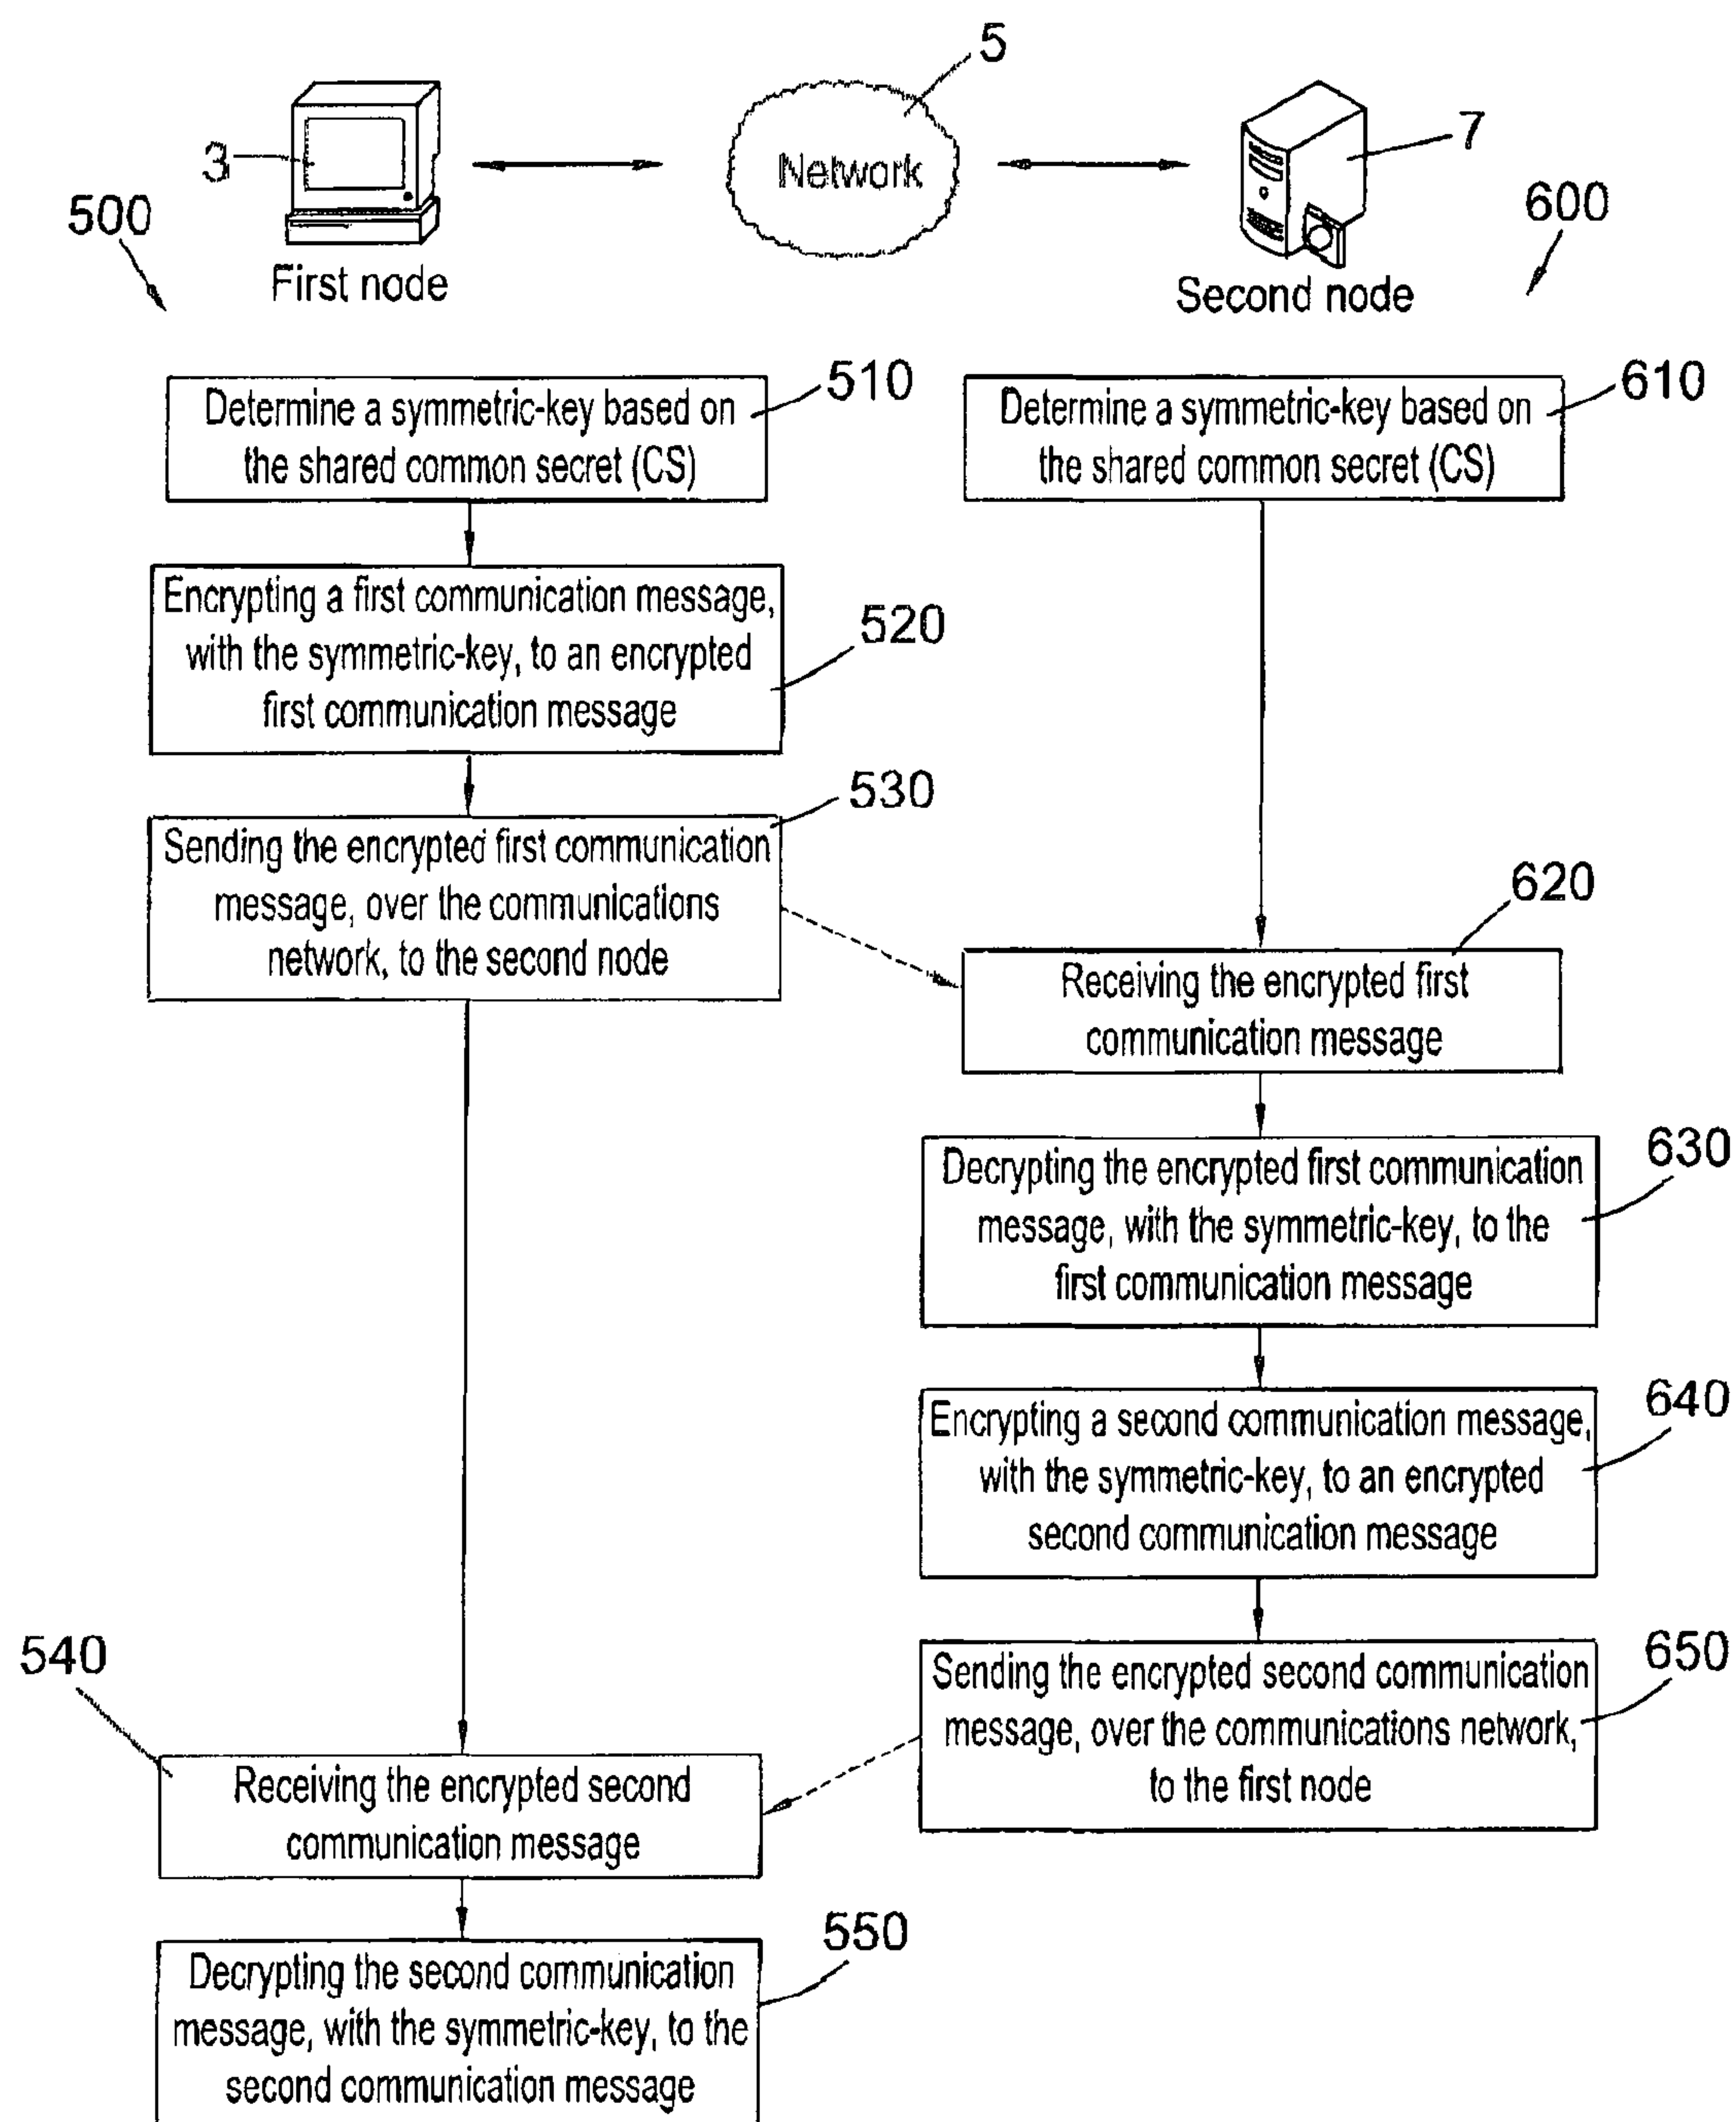 5
3
Network
7
500
600
First node
Second node
510
Determine a symmetric-key based on
the shared common secret (CS)
610
Determine a symmetric-key based on
the shared common secret (CS)
Encrypting a first communication message,
with the symmetric-key, to an encrypted
first communication message
520
530
Sending the encrypted first communication
message, over the communications
network, to the second node
620
Receiving the encrypted first
communication message
630
Decrypting the encrypted first communication
message, with the symmetric-key, to the
first communication message
640
Encrypting a second communication message,
with the symmetric-key, to an encrypted
second communication message
650
Sending the encrypted second communication
message, over the communications network,
to the first node
540
Receiving the encrypted second
communication message
550
Decrypting the second communication
message, with the symmetric-key, to the
second communication message